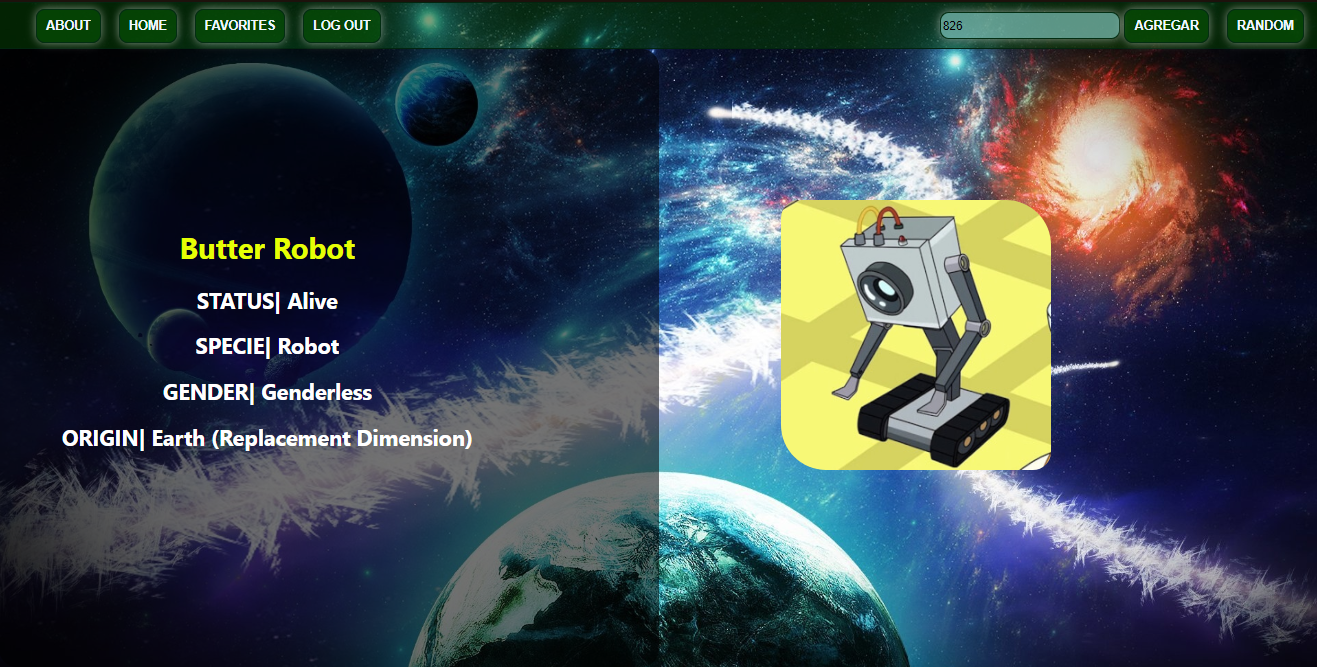 ABOUT HOME FAVORITES LOG OUT 826 AGREGAR RANDOM
Butter Robot
STATUS| Alive
SPECIE| Robot
GENDER| Genderless
ORIGIN| Earth (Replacement Dimension)